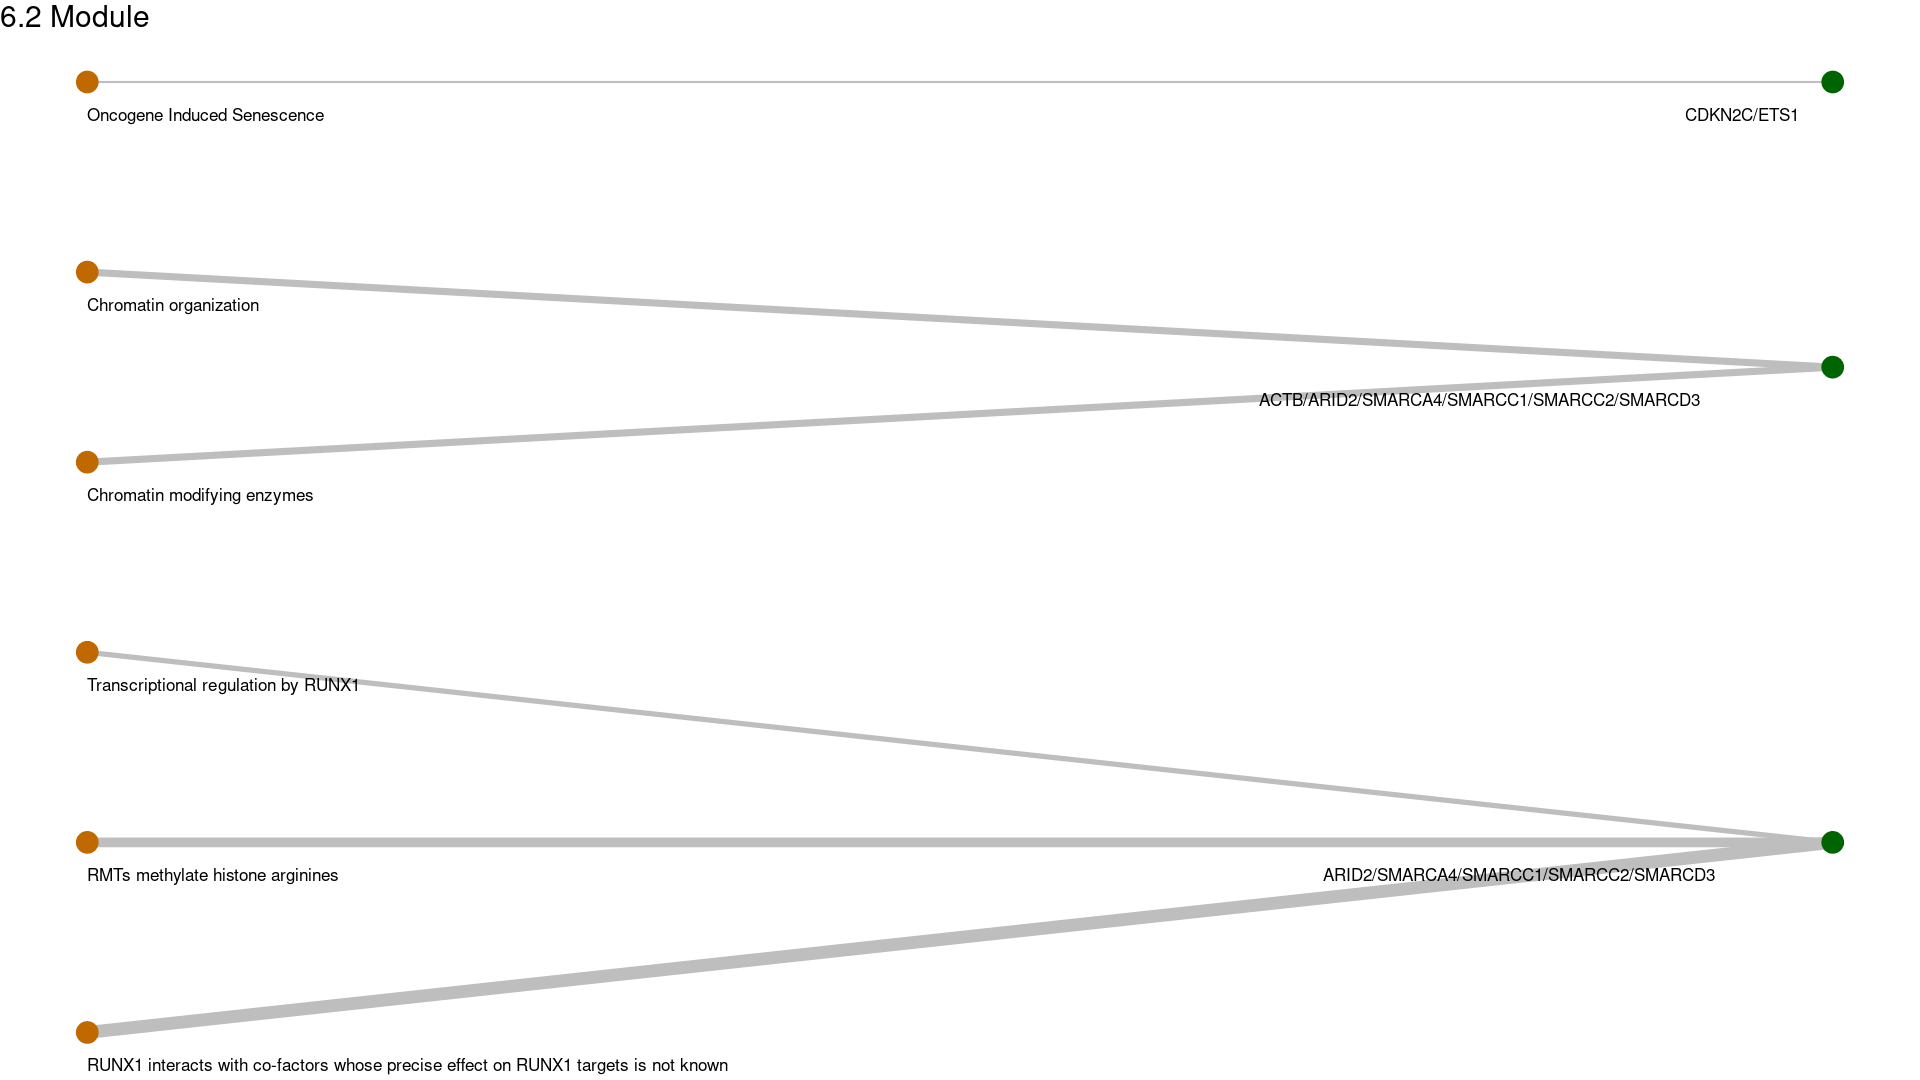 6.2 Module
Oncogene Induced Senescence
CDKN2C/ETS1
Chromatin organization
ACTB/ARID2/SMARCA4/SMARCC1/SMARCC2/SMARCD3
Chromatin modifying enzymes
Transcriptional regulation by RUNX1
RMTs methylate histone arginines
ARID2/SMARCA4/SMARCC1/SMARCC2/SMARCD3
RUNX1 interacts with co-factors whose precise effect on RUNX1 targets is not known